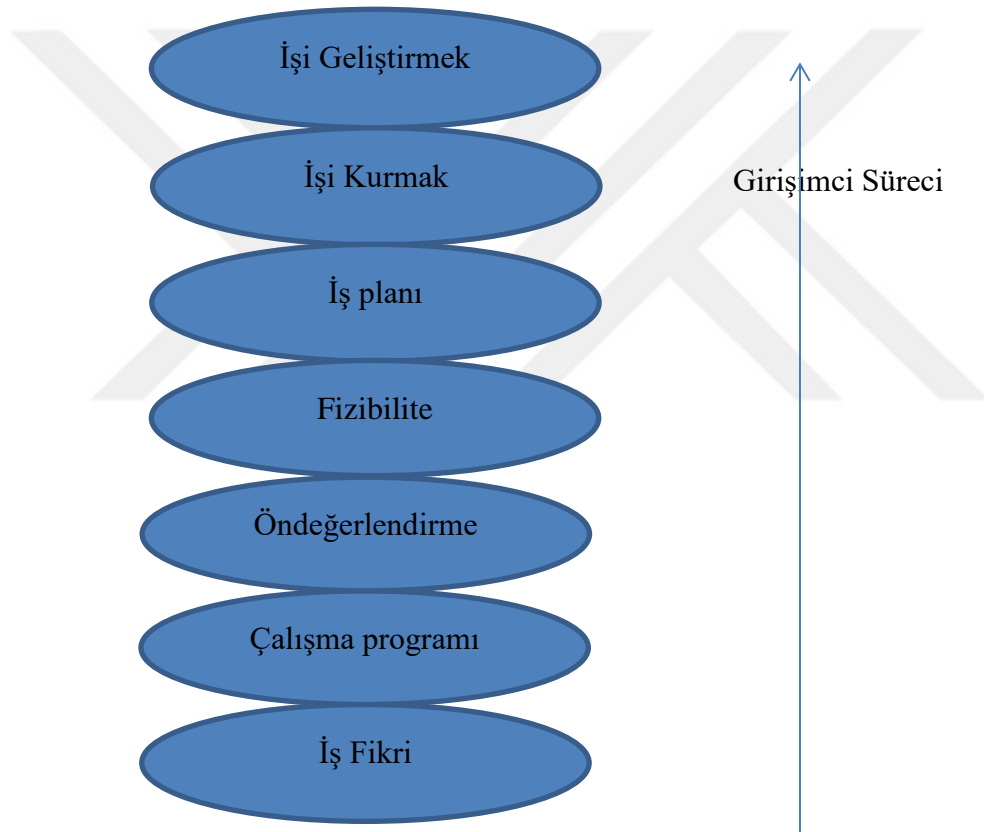 İşi Geliştirmek
İşi Kurmak
Girişimci Süreci
İş planı
Fizibilite
Öndeğerlendirme
Çalışma programı
İş Fikri